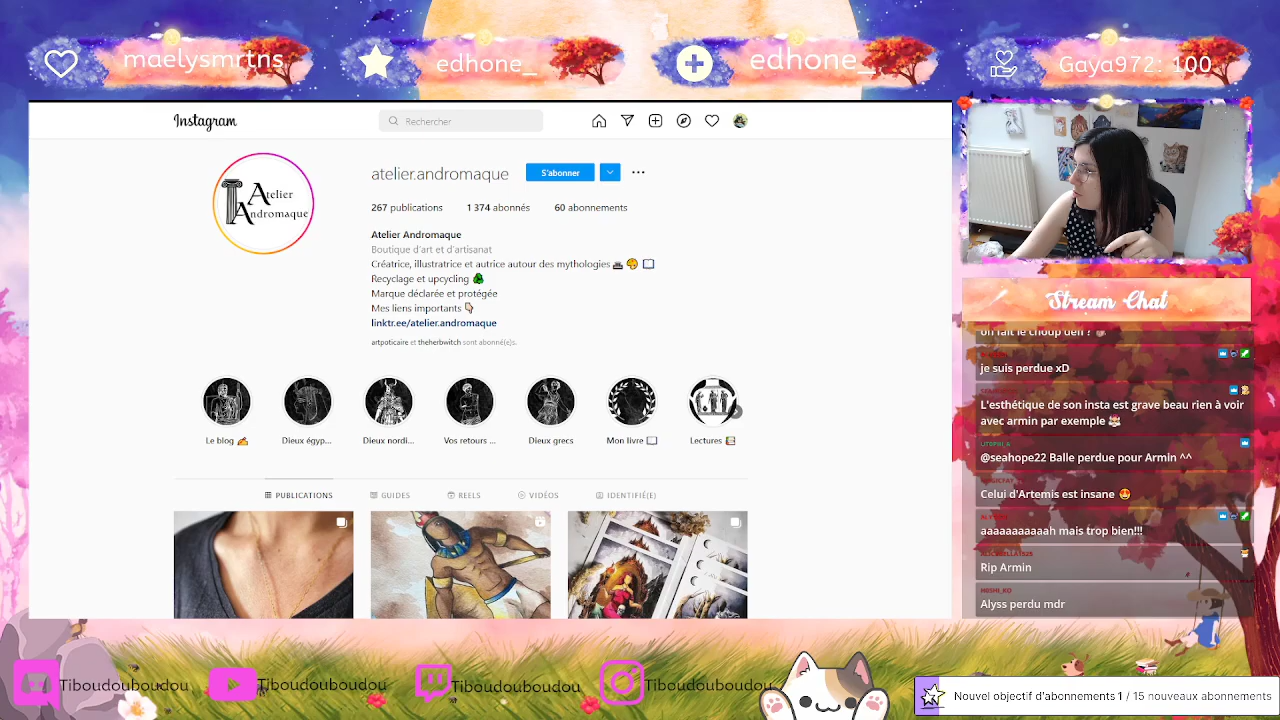 maelysmrtns
edhone_
edhone_
Gaya972: 100
Instagram
Rechercher
atelier.andromaque
S'abonner
Atelier
Andromaque
267 publications
1 374 abonnés
60 abonnements
Atelier Andromaque
Boutique d'art et d'artisanat
Créatrice, illustratrice et autrice autour des mythologies
Recyclage et upcycling
Marque déclarée et protégée
Mes liens importants
linktr.ee/atelier.andromaque
artpoticaire et theherbwitch sont abonné(e)s.
Le blog
Dieux égyp...
Dieux nordi...
Vos retours ...
Dieux grecs
Mon livre
Lectures
PUBLICATIONS
GUIDES
REELS
VIDÉOS
IDENTIFIÉ(E)
Stream Chat
on fait le choup deh ?
je suis perdue xD
L'esthétique de son insta est grave beau rien à voir
avec armin par exemple
@seahope22 Balle perdue pour Armin ^^
Celui d'Artemis est insane
aaaaaaaaaah mais trop bien!!!
Rip Armin
Alyss perdu mdr
Tiboudouboudou
Tiboudouboudou
Tiboudouboudou
Tiboudouboudou
Nouvel objectif d'abonnements 1 / 15 nouveaux abonnements